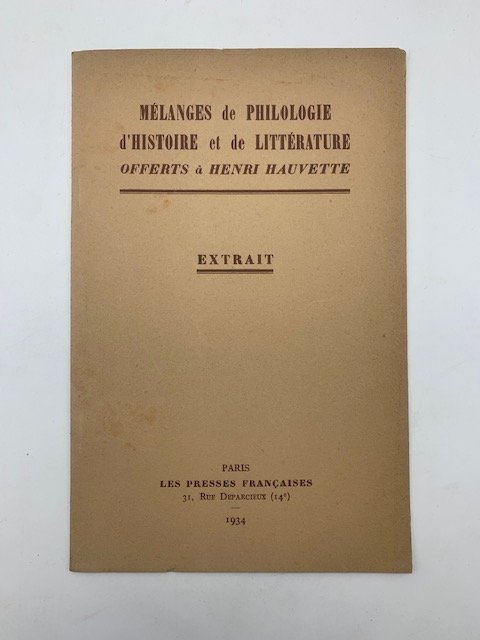 MÉLANGES de PHILOLOGIE
d'HISTOIRE et de LITTÉRATURE
OFFERTS à HENRI HAUVETTE
EXTRAIT
PARIS
LES PRESSES FRANÇAISES
31, RUE DEPARCIEUX (14ᵉ)
1934